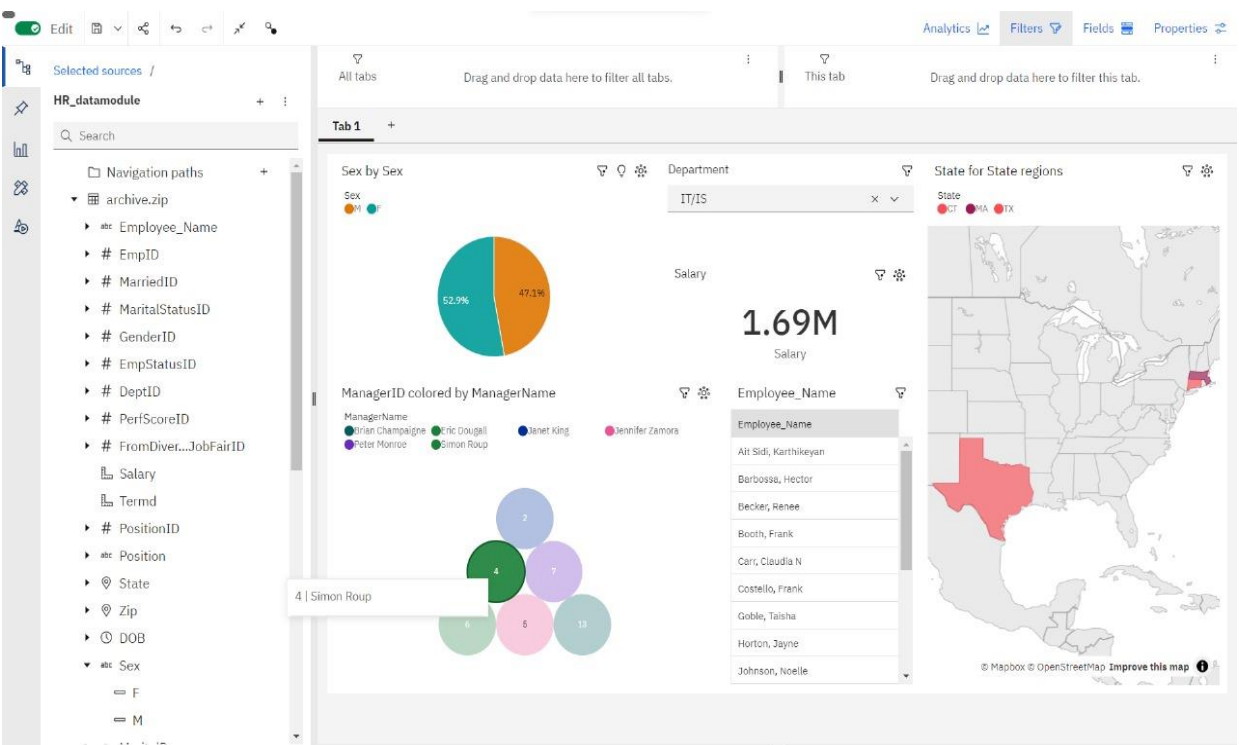 Edit
Analytics
Filters
Fields
Properties
Selected sources /
HR_datamodule
Search
Navigation paths
archive.zip
abc Employee_Name
# EmpID
# MarriedID
# MaritalStatusID
# GenderID
# EmpStatusID
# DeptID
# PerfScoreID
# FromDiver...JobFairID
Salary
Termd
# PositionID
abc Position
State
Zip
DOB
abc Sex
F
M
All tabs
Drag and drop data here to filter all tabs.
This tab
Drag and drop data here to filter this tab.
Tab 1 +
Sex by Sex
Sex
M F
52.9%
47.1%
Department
IT/IS
Salary
1.69M
Salary
State for State regions
State
CT MA TX
ManagerID colored by ManagerName
ManagerName
Brian Champaigne Eric Dougall Janet King Jennifer Zamora
Peter Monroe Simon Roup
2
4 7
6 5 13
4 | Simon Roup
Employee_Name
Employee_Name
Ait Sidi, Karthikeyan
Barbossa, Hector
Becker, Renee
Booth, Frank
Carr, Claudia N
Costello, Frank
Goble, Taisha
Horton, Jayne
Johnson, Noelle
© Mapbox © OpenStreetMap Improve this map